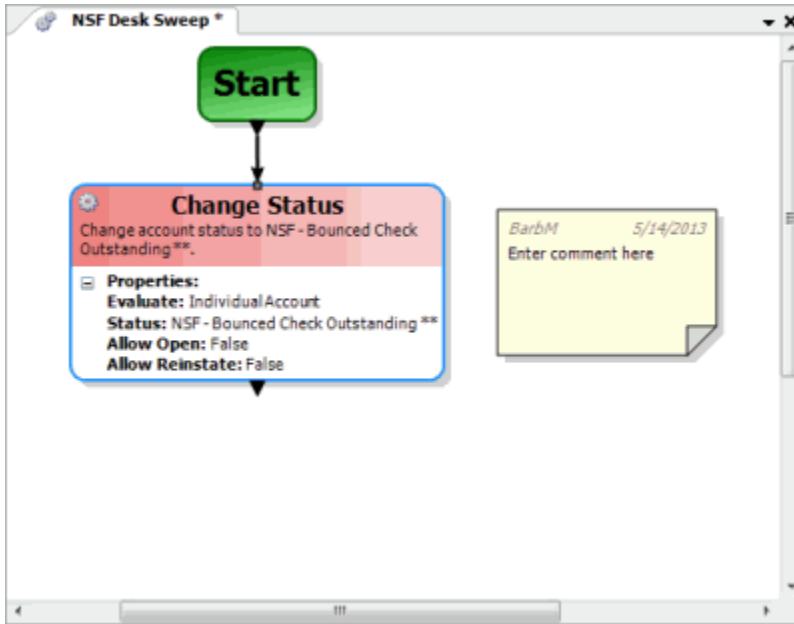 NSF Desk Sweep *
Start
Change Status
Change account status to NSF - Bounced Check
Outstanding **.
Properties:
Evaluate: Individual Account
Status: NSF - Bounced Check Outstanding **
Allow Open: False
Allow Reinstate: False
BarbM 5/14/2013
Enter comment here